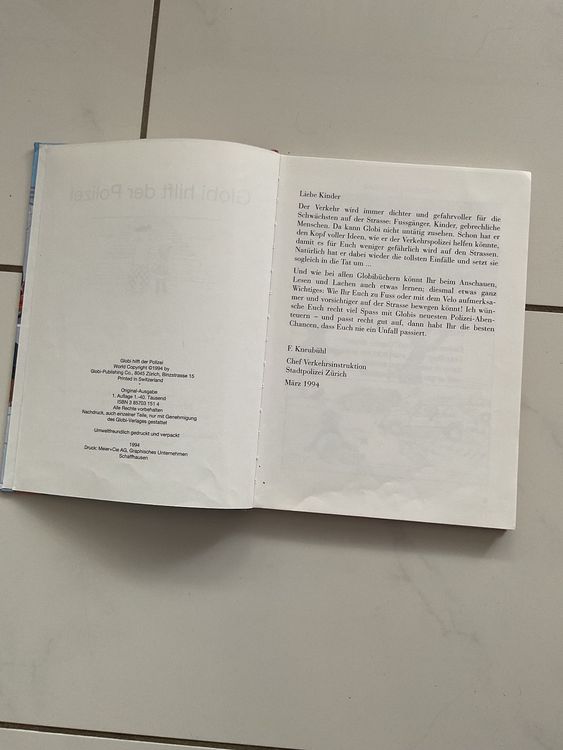 Globi hilft der Polizei
Globi hilft der Polizei
World Copyright ©1994 by
Globi-Publishing Co., 8045 Zürich, Binzstrasse 15
Printed in Switzerland
Original-Ausgabe
1. Auflage 1.-40. Tausend
ISBN 3 85703 151 4
Alle Rechte vorbehalten
Nachdruck, auch einzelner Teile, nur mit Genehmigung
des Globi-Verlages gestattet
Umweltfreundlich gedruckt und verpackt
1994
Druck: Meier+Cie AG, Graphisches Unternehmen
Schaffhausen
Liebe Kinder
Der Verkehr wird immer dichter und gefahrvoller für die
Schwächsten auf der Strasse: Fussgänger, Kinder, gebrechliche
Menschen. Da kann Globi nicht untätig zusehen. Schon hat er
den Kopf voller Ideen, wie er der Verkehrspolizei helfen könnte,
damit es für Euch weniger gefährlich wird auf den Strassen.
Natürlich hat er dabei wieder die tollsten Einfälle und setzt sie
sogleich in die Tat um ...
Und wie bei allen Globibüchern könnt Ihr beim Anschauen,
Lesen und Lachen auch etwas lernen; diesmal etwas ganz
Wichtiges: Wie Ihr Euch zu Fuss oder mit dem Velo aufmerksa-
mer und vorsichtiger auf der Strasse bewegen könnt! Ich wün-
sche Euch recht viel Spass mit Globis neuesten Polizei-Aben-
teuern – und passt recht gut auf, dann habt Ihr die besten
Chancen, dass Euch nie ein Unfall passiert.
F. Kneubühl
Chef Verkehrsinstruktion
Stadtpolizei Zürich
März 1994